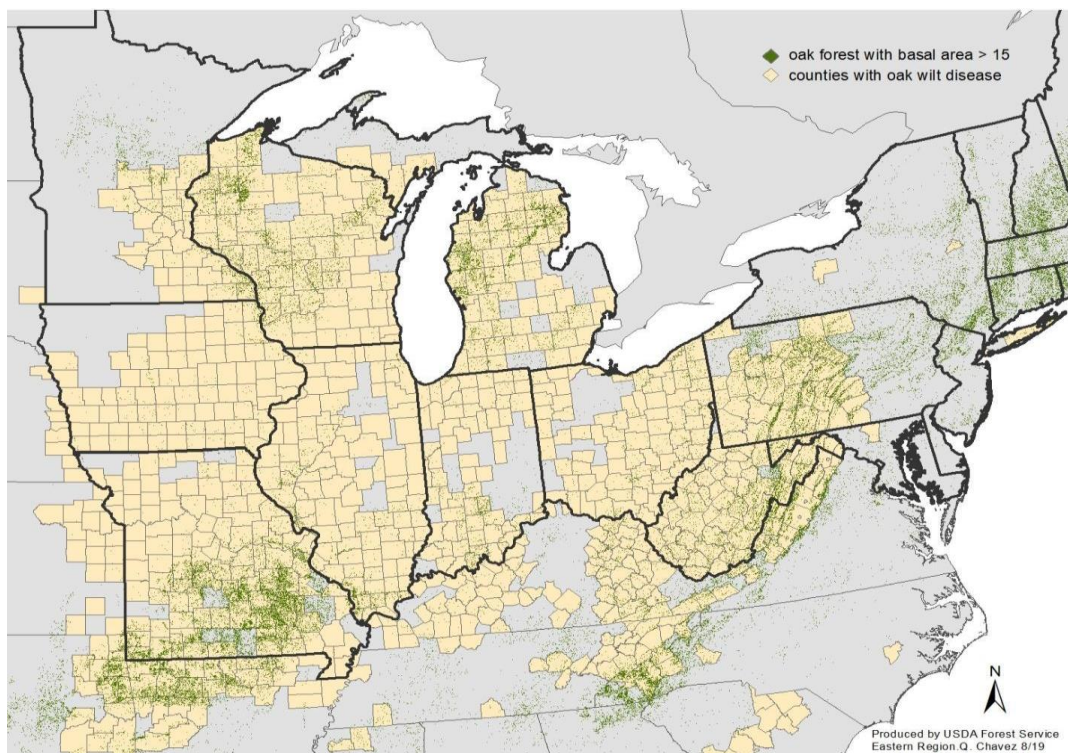 oak forest with basal area > 15
counties with oak wilt disease
N
Produced by USDA Forest Service
Eastern Region Q. Chavez 8/19